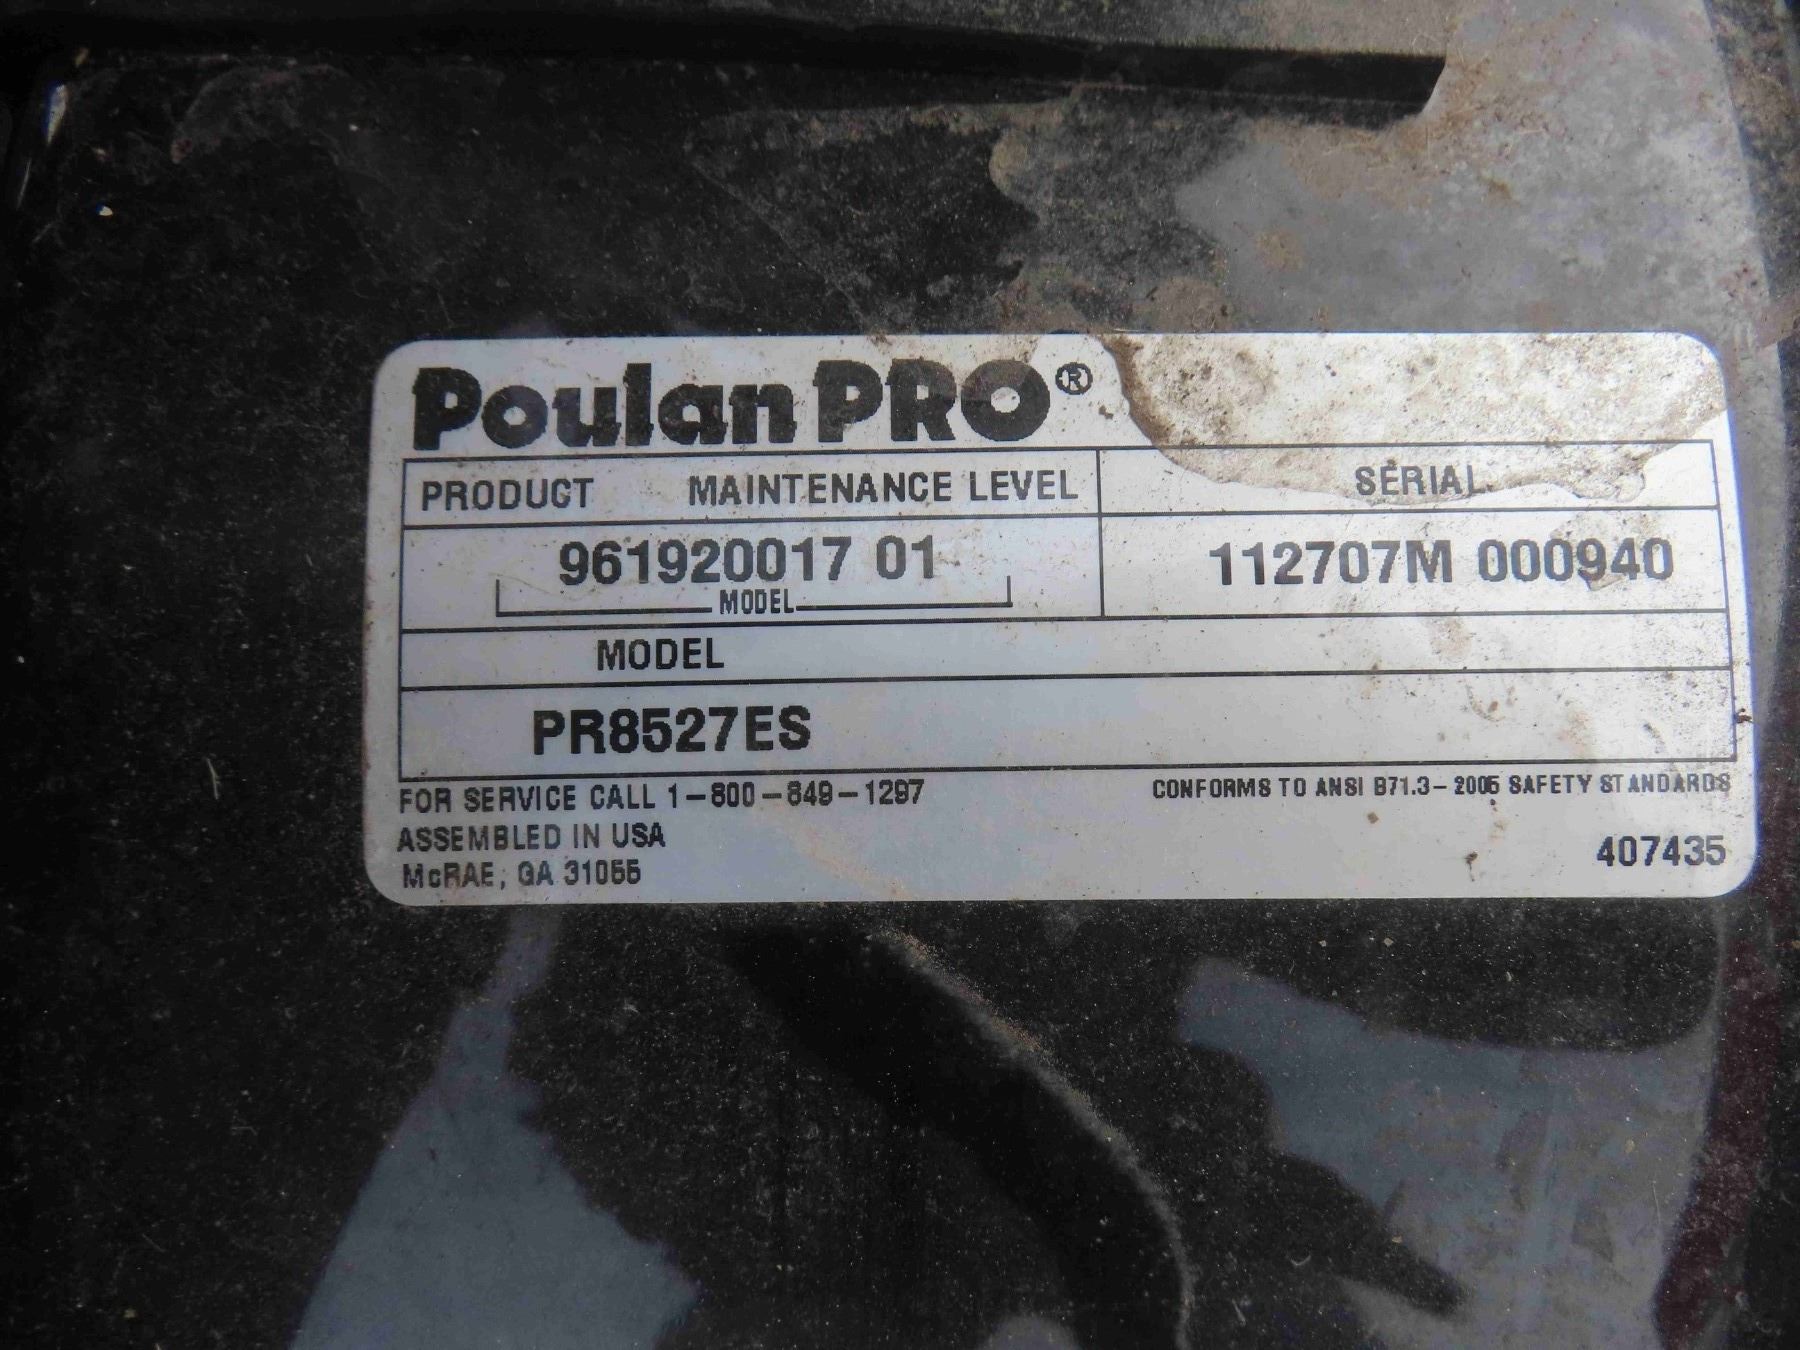 Poulan PRO®
PRODUCT MAINTENANCE LEVEL SERIAL
961920017 01 112707M 000940
MODEL
MODEL
PR8527ES
FOR SERVICE CALL 1-800-849-1297 CONFORMS TO ANSI B71.3-2005 SAFETY STANDARDS
ASSEMBLED IN USA
McRAE, GA 31055 407435